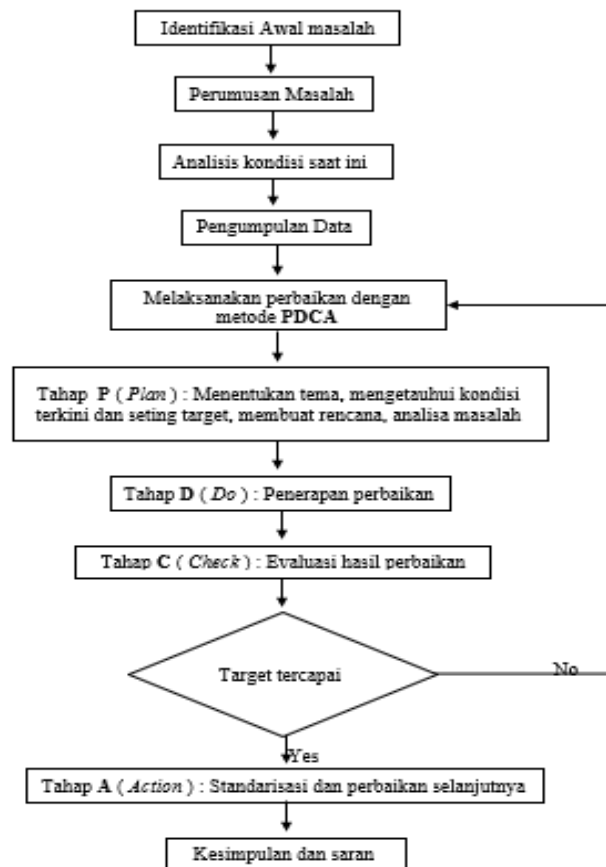 Identifikasi Awal masalah
Perumusan Masalah
Analisis kondisi saat ini
Pengumpulan Data
Melaksanakan perbaikan dengan
metode PDCA
Tahap P ( Plan ) : Menentukan tema, mengetauhui kondisi
terkini dan seting target, membuat rencana, analisa masalah
Tahap D ( Do ) : Penerapan perbaikan
Tahap C ( Check ) : Evaluasi hasil perbaikan
Target tercapai
No
Yes
Tahap A ( Action ) : Standarisasi dan perbaikan selanjutnya
Kesimpulan dan saran